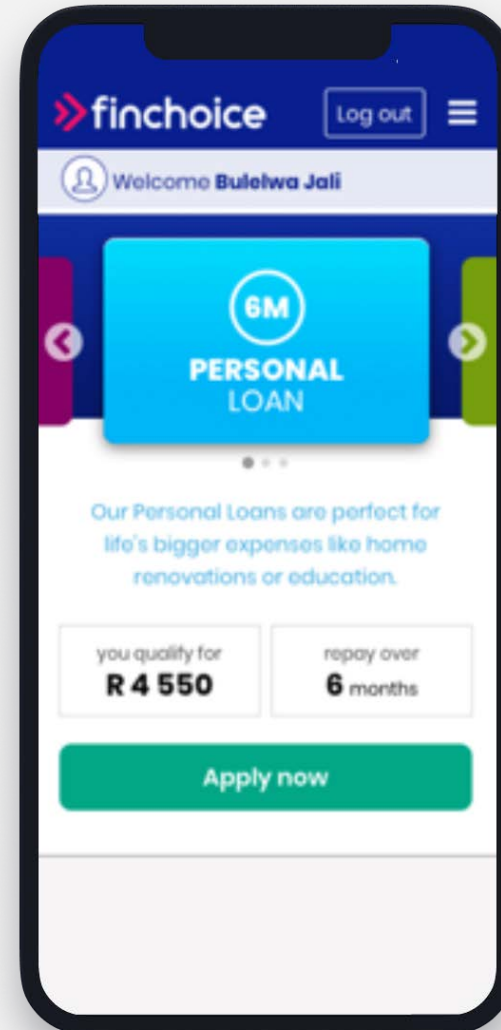 finchoice
Log out
Welcome Bulelwa Jali
6M
PERSONAL
LOAN
Our Personal Loans are perfect for
life's bigger expenses like home
renovations or education.
you qualify for
R 4 550
repay over
6 months
Apply now